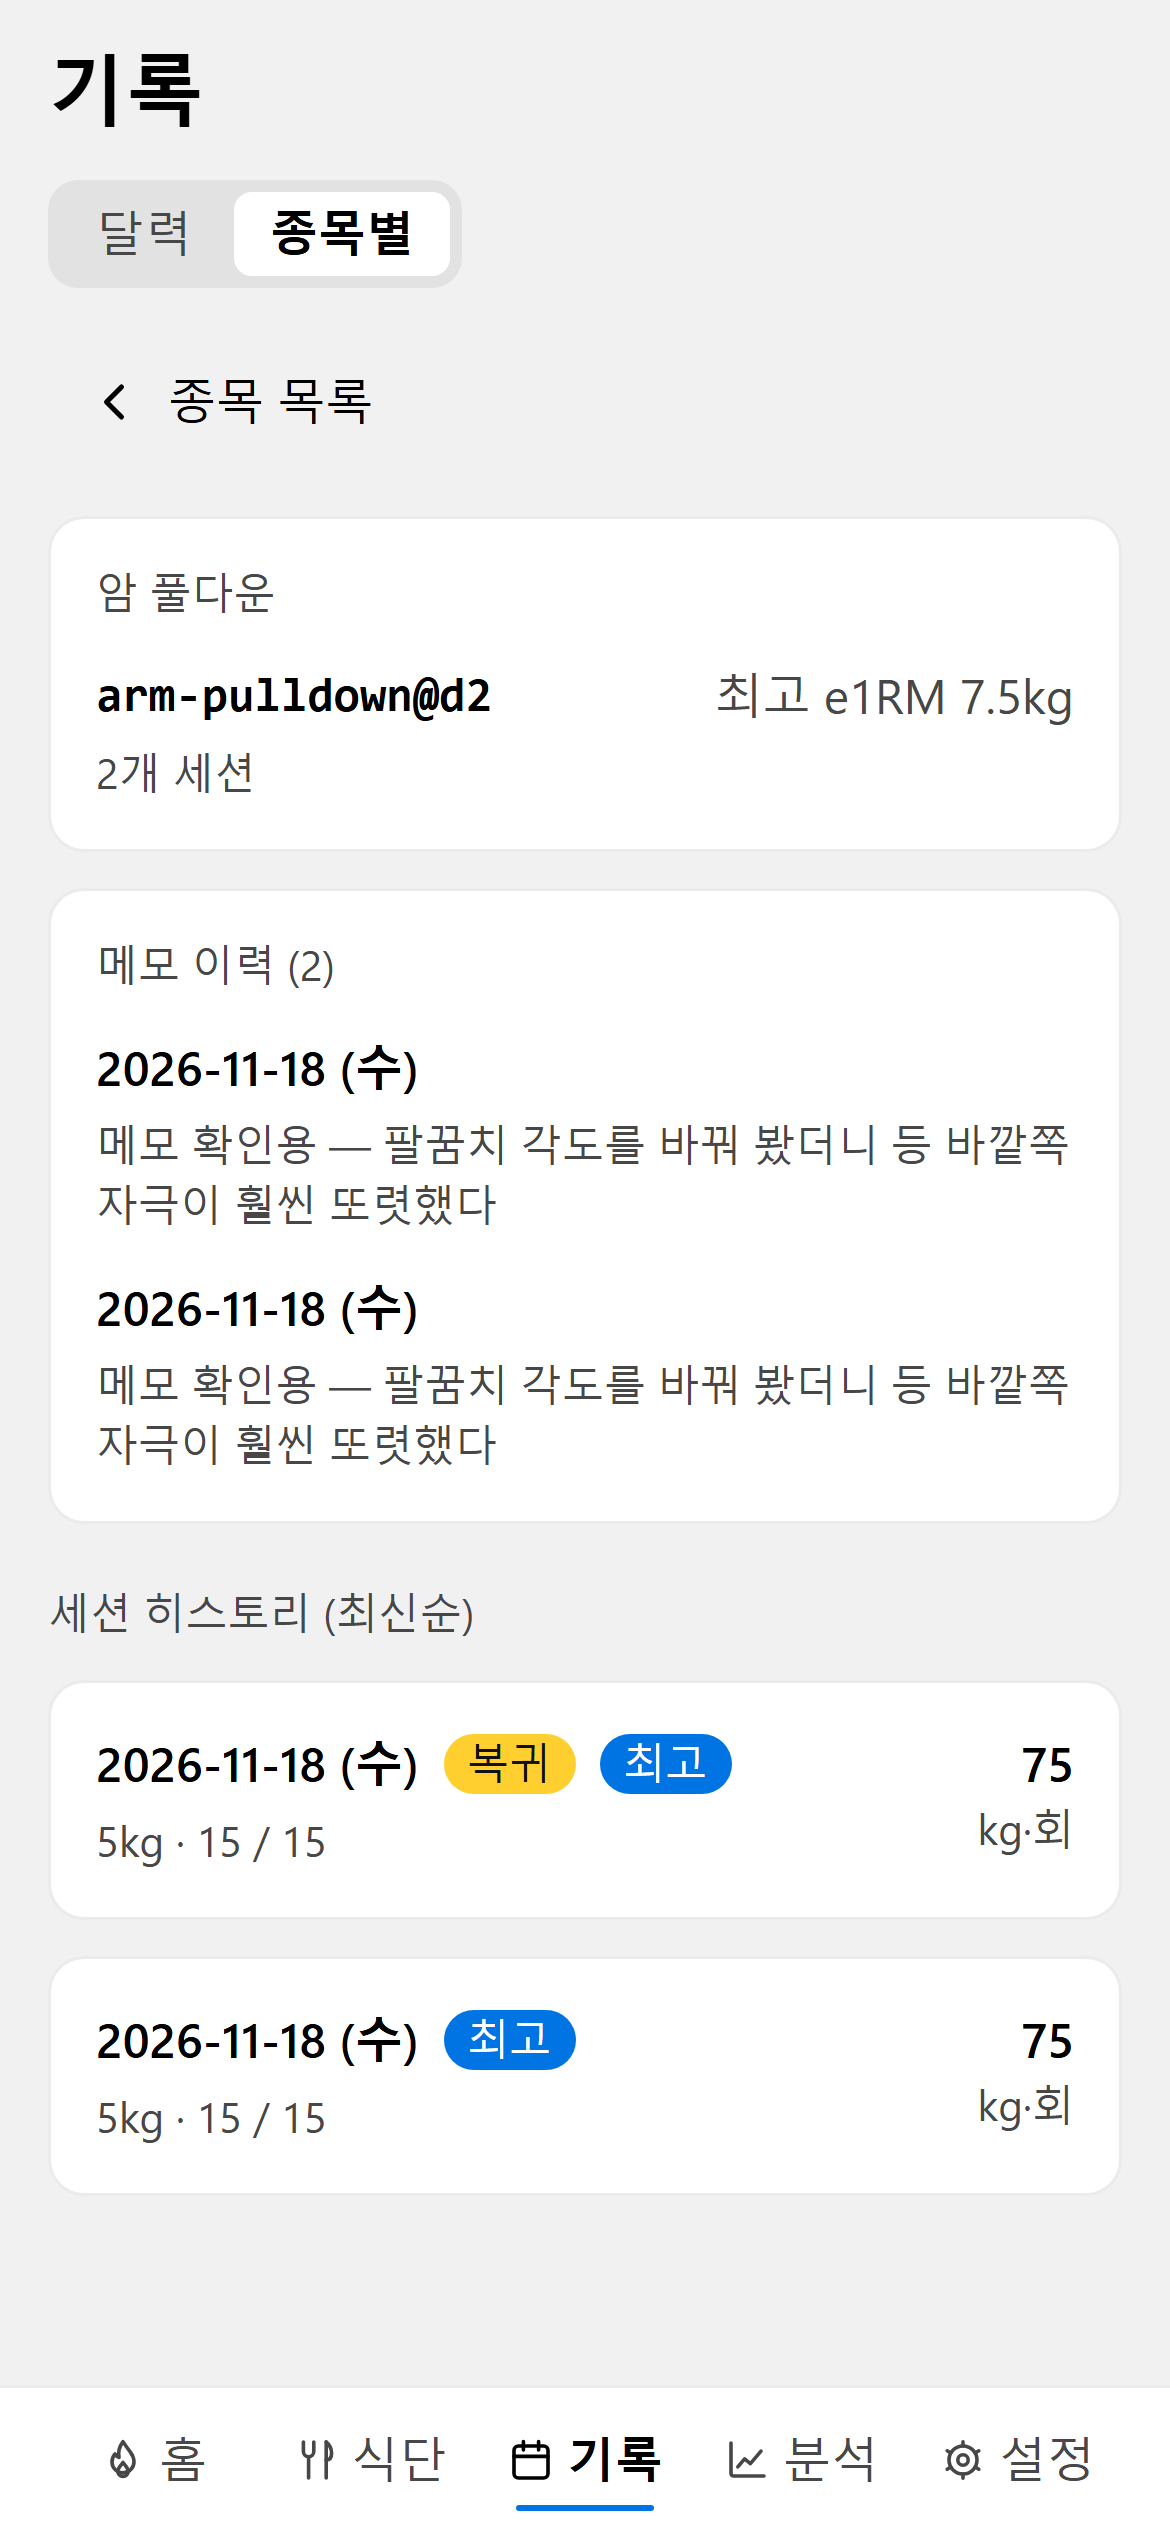 기록
달력 종목별
종목 목록
암 풀다운
arm-pulldown@d2 최고 e1RM 7.5kg
2개 세션
메모 이력 (2)
2026-11-18 (수)
메모 확인용 — 팔꿈치 각도를 바꿔 봤더니 등 바깥쪽
자극이 훨씬 또렷했다
2026-11-18 (수)
메모 확인용 — 팔꿈치 각도를 바꿔 봤더니 등 바깥쪽
자극이 훨씬 또렷했다
세션 히스토리 (최신순)
2026-11-18 (수) 복귀 최고 75
5kg · 15 / 15 kg·회
2026-11-18 (수) 최고 75
5kg · 15 / 15 kg·회
홈 식단 기록 분석 설정